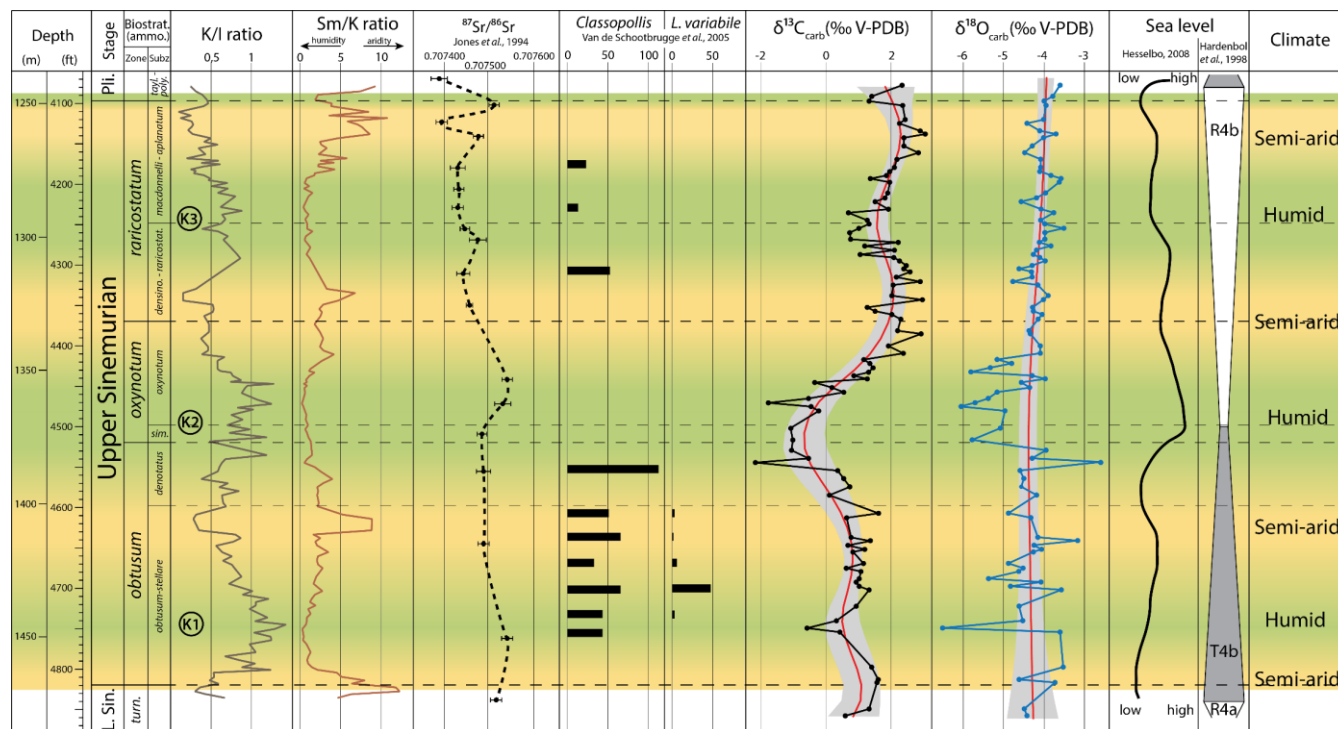 Depth
(m) (ft)
Stage
Biostrat.
(ammo.)
Zone Subz
K/I ratio
0,5 1
Sm/K ratio
humidity aridity
0 5 10
87Sr/86Sr
Jones et al., 1994
0.707400
0.707500
0.707600
Classopollis
L. variabile
Van de Schootbrugge et al., 2005
0 50 100
0 50
δ13Ccarb(‰ V-PDB)
-2 0 2
δ18Ocarb(‰ V-PDB)
-6 -5 -4 -3
Sea level
Hesselbo, 2008
Hardenbol
et al., 1998
Climate
low high
Pli.
tayl. -
poly.
1250
4100
R4b
Semi-arid
macdonnelli - aplanatum
4200
raricostatum
K3
Humid
1300
4300
densino. - raricostat.
Upper Sinemurian
Semi-arid
4400
1350
oxynotum
oxynotum
K2
Humid
4500
sim.
denotatus
1400
4600
Semi-arid
obtusum
4700
obtusum-stellare
K1
Humid
1450
T4b
4800
Semi-arid
L. Sin.
turn.
low high
R4a